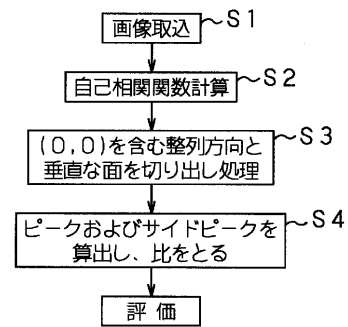 画像取込 S1
自己相関関数計算 S2
(0,0)を含む整列方向と S3
垂直な面を切り出し処理
ピークおよびサイドピークを S4
算出し、比をとる
評価